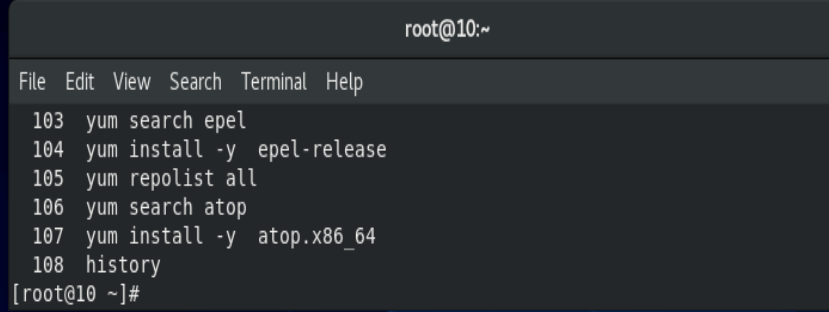 root@10:~
File Edit View Search Terminal Help
103 yum search epel
104 yum install -y  epel-release
105 yum repolist all
106 yum search atop
107 yum install -y  atop.x86_64
108 history
[root@10 ~]#